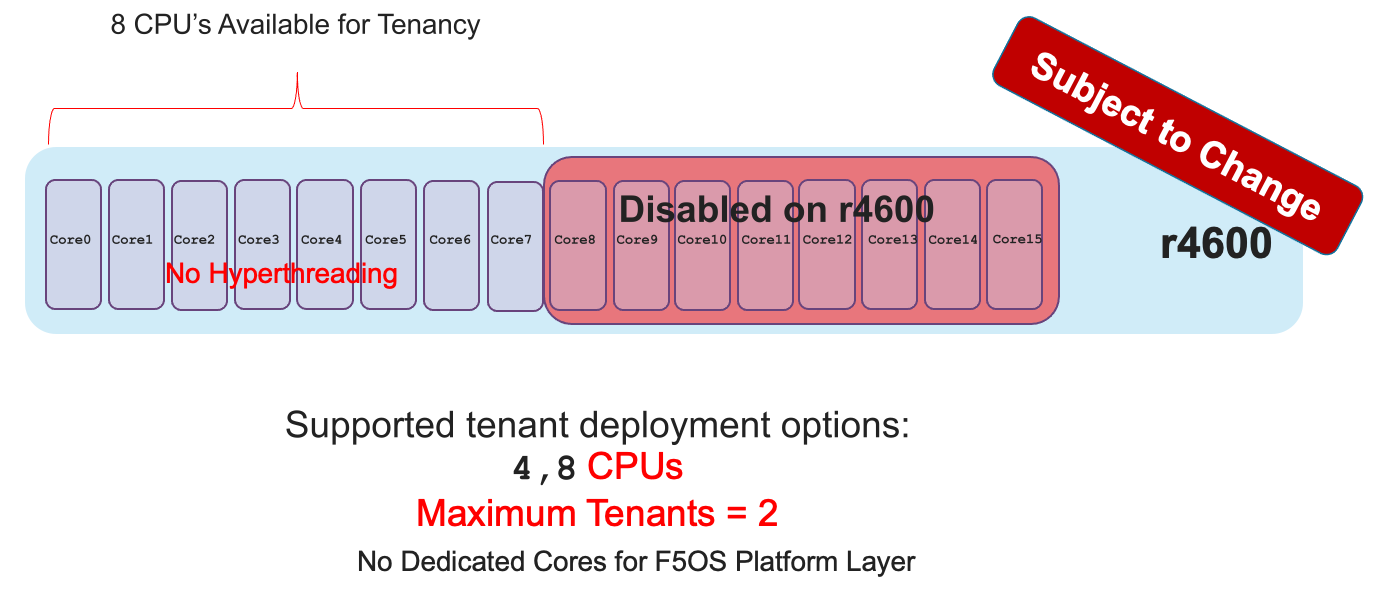 8 CPU’s Available for Tenancy
Subject to Change
Disabled on r4600
Core0 Core1 Core2 Core3 Core4 Core5 Core6 Core7 Core8 Core9 Core10 Core11 Core12 Core13 Core14 Core15
r4600
No Hyperthreading
Supported tenant deployment options:
4,8 CPUs
Maximum Tenants = 2
No Dedicated Cores for F5OS Platform Layer